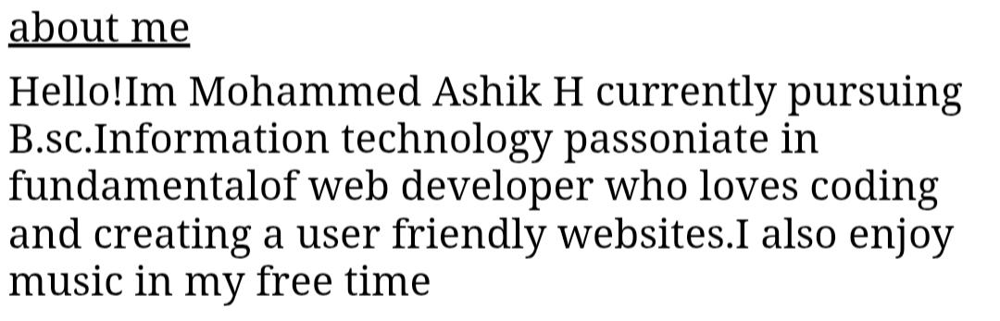 about me
Hello!Im Mohammed Ashik H currently pursuing
B.sc.Information technology passoniate in
fundamentalof web developer who loves coding
and creating a user friendly websites.I also enjoy
music in my free time